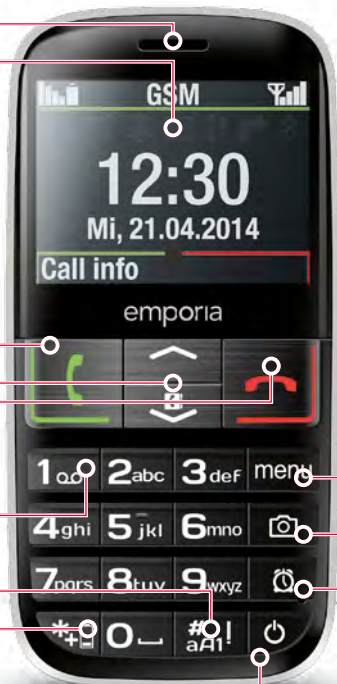 GSM
12:30
Mi, 21.04.2014
Call info
emporia
1 2abc 3def menu
4ghi 5jkl 6mno
7pqrs 8tuv 9wxyz
*+ 0 #aA1!